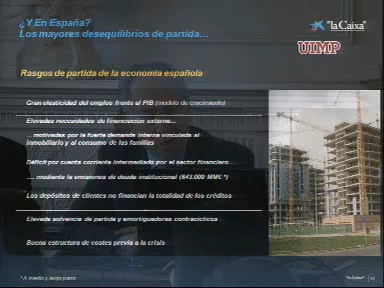 ¿Y En España?
Los mayores desequilibrios de partida...
"la Caixa"
UIMP
Rasgos de partida de la economía española
Gran elasticidad del empleo frente al PIB (modelo de crecimiento)
Elevadas necesidades de financiación externa...
... motivadas por la fuerte demanda interna vinculada al
inmobiliario y al consumo de las familias
Déficit por cuenta corriente intermediado por el sector financiero
.... mediante la emisiones de deuda institucional (643.000 MM€ *)
Los depósitos de clientes no financian la totalidad de los créditos
Elevada solvencia de partida y amortiguadores contracíclicos
Buena estructura de costes previa a la crisis
* A medio y largo plazo
"la Caixa"